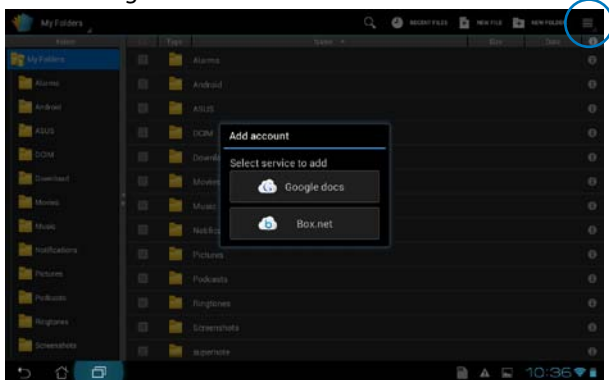 My Folders
RECENT FILES NEW FILE NEW FOLDER
Folder Type Name Size Date
My Folders
Alarms Alarms
Android Android
ASUS ASUS
DCIM DCIM
Download
Movies
Music Music
Notifications
Pictures Pictures
Podcasts Podcasts
Ringtones Ringtones
Screenshots Screenshots
supernote
Add account
Select service to add
Google docs
Box.net
10:36